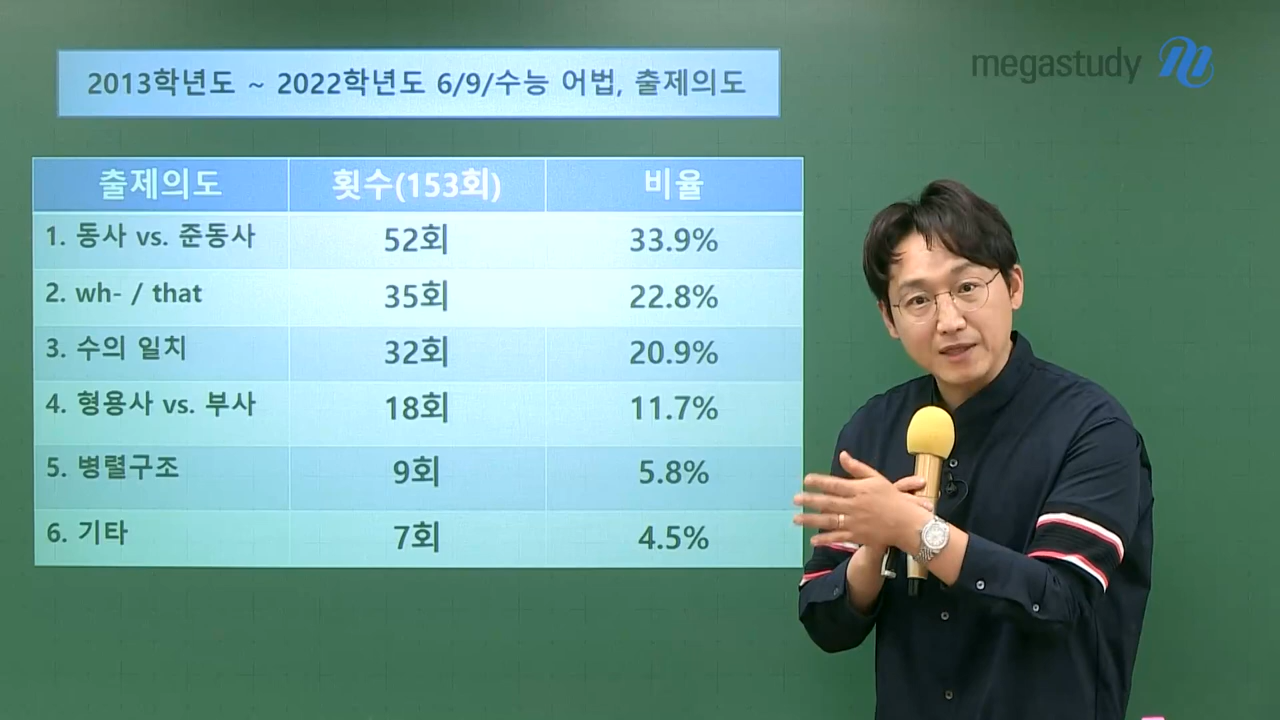 megastudy
2013학년도 ~ 2022학년도 6/9/수능 어법, 출제의도
출제의도 횟수(153회) 비율
1. 동사 vs. 준동사 52회 33.9%
2. wh- / that 35회 22.8%
3. 수의 일치 32회 20.9%
4. 형용사 vs. 부사 18회 11.7%
5. 병렬구조 9회 5.8%
6. 기타 7회 4.5%